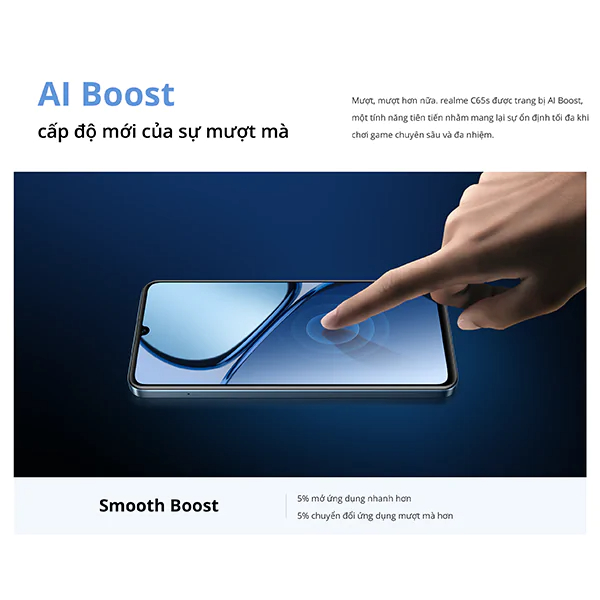 AI Boost
cấp độ mới của sự mượt mà
Mượt, mượt hơn nữa. realme C65s được trang bị AI Boost,
một tính năng tiên tiến nhằm mang lại sự ổn định tối đa khi
chơi game chuyên sâu và đa nhiệm.
Smooth Boost
5% mở ứng dụng nhanh hơn
5% chuyển đổi ứng dụng mượt mà hơn